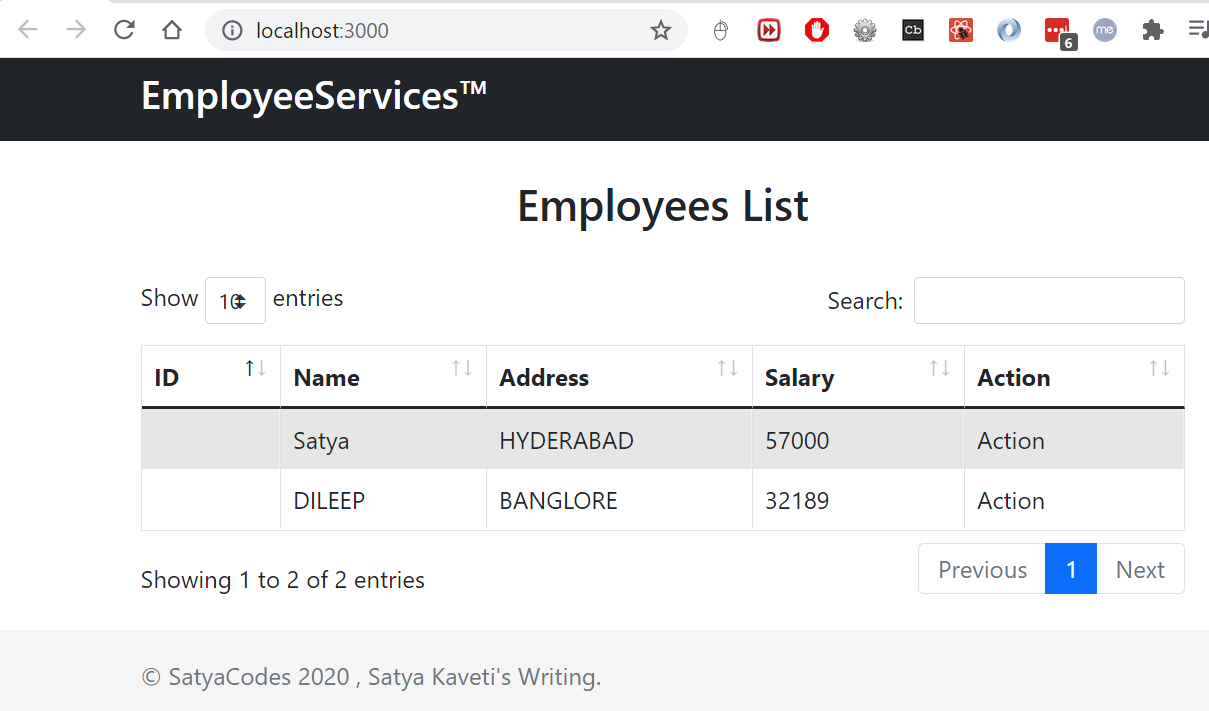 localhost:3000
Cb
me
6
EmployeeServices™
Employees List
Show 10 entries
Search:
ID Name Address Salary Action
Satya HYDERABAD 57000 Action
DILEEP BANGLORE 32189 Action
Showing 1 to 2 of 2 entries
Previous 1 Next
© SatyaCodes 2020 , Satya Kaveti's Writing.